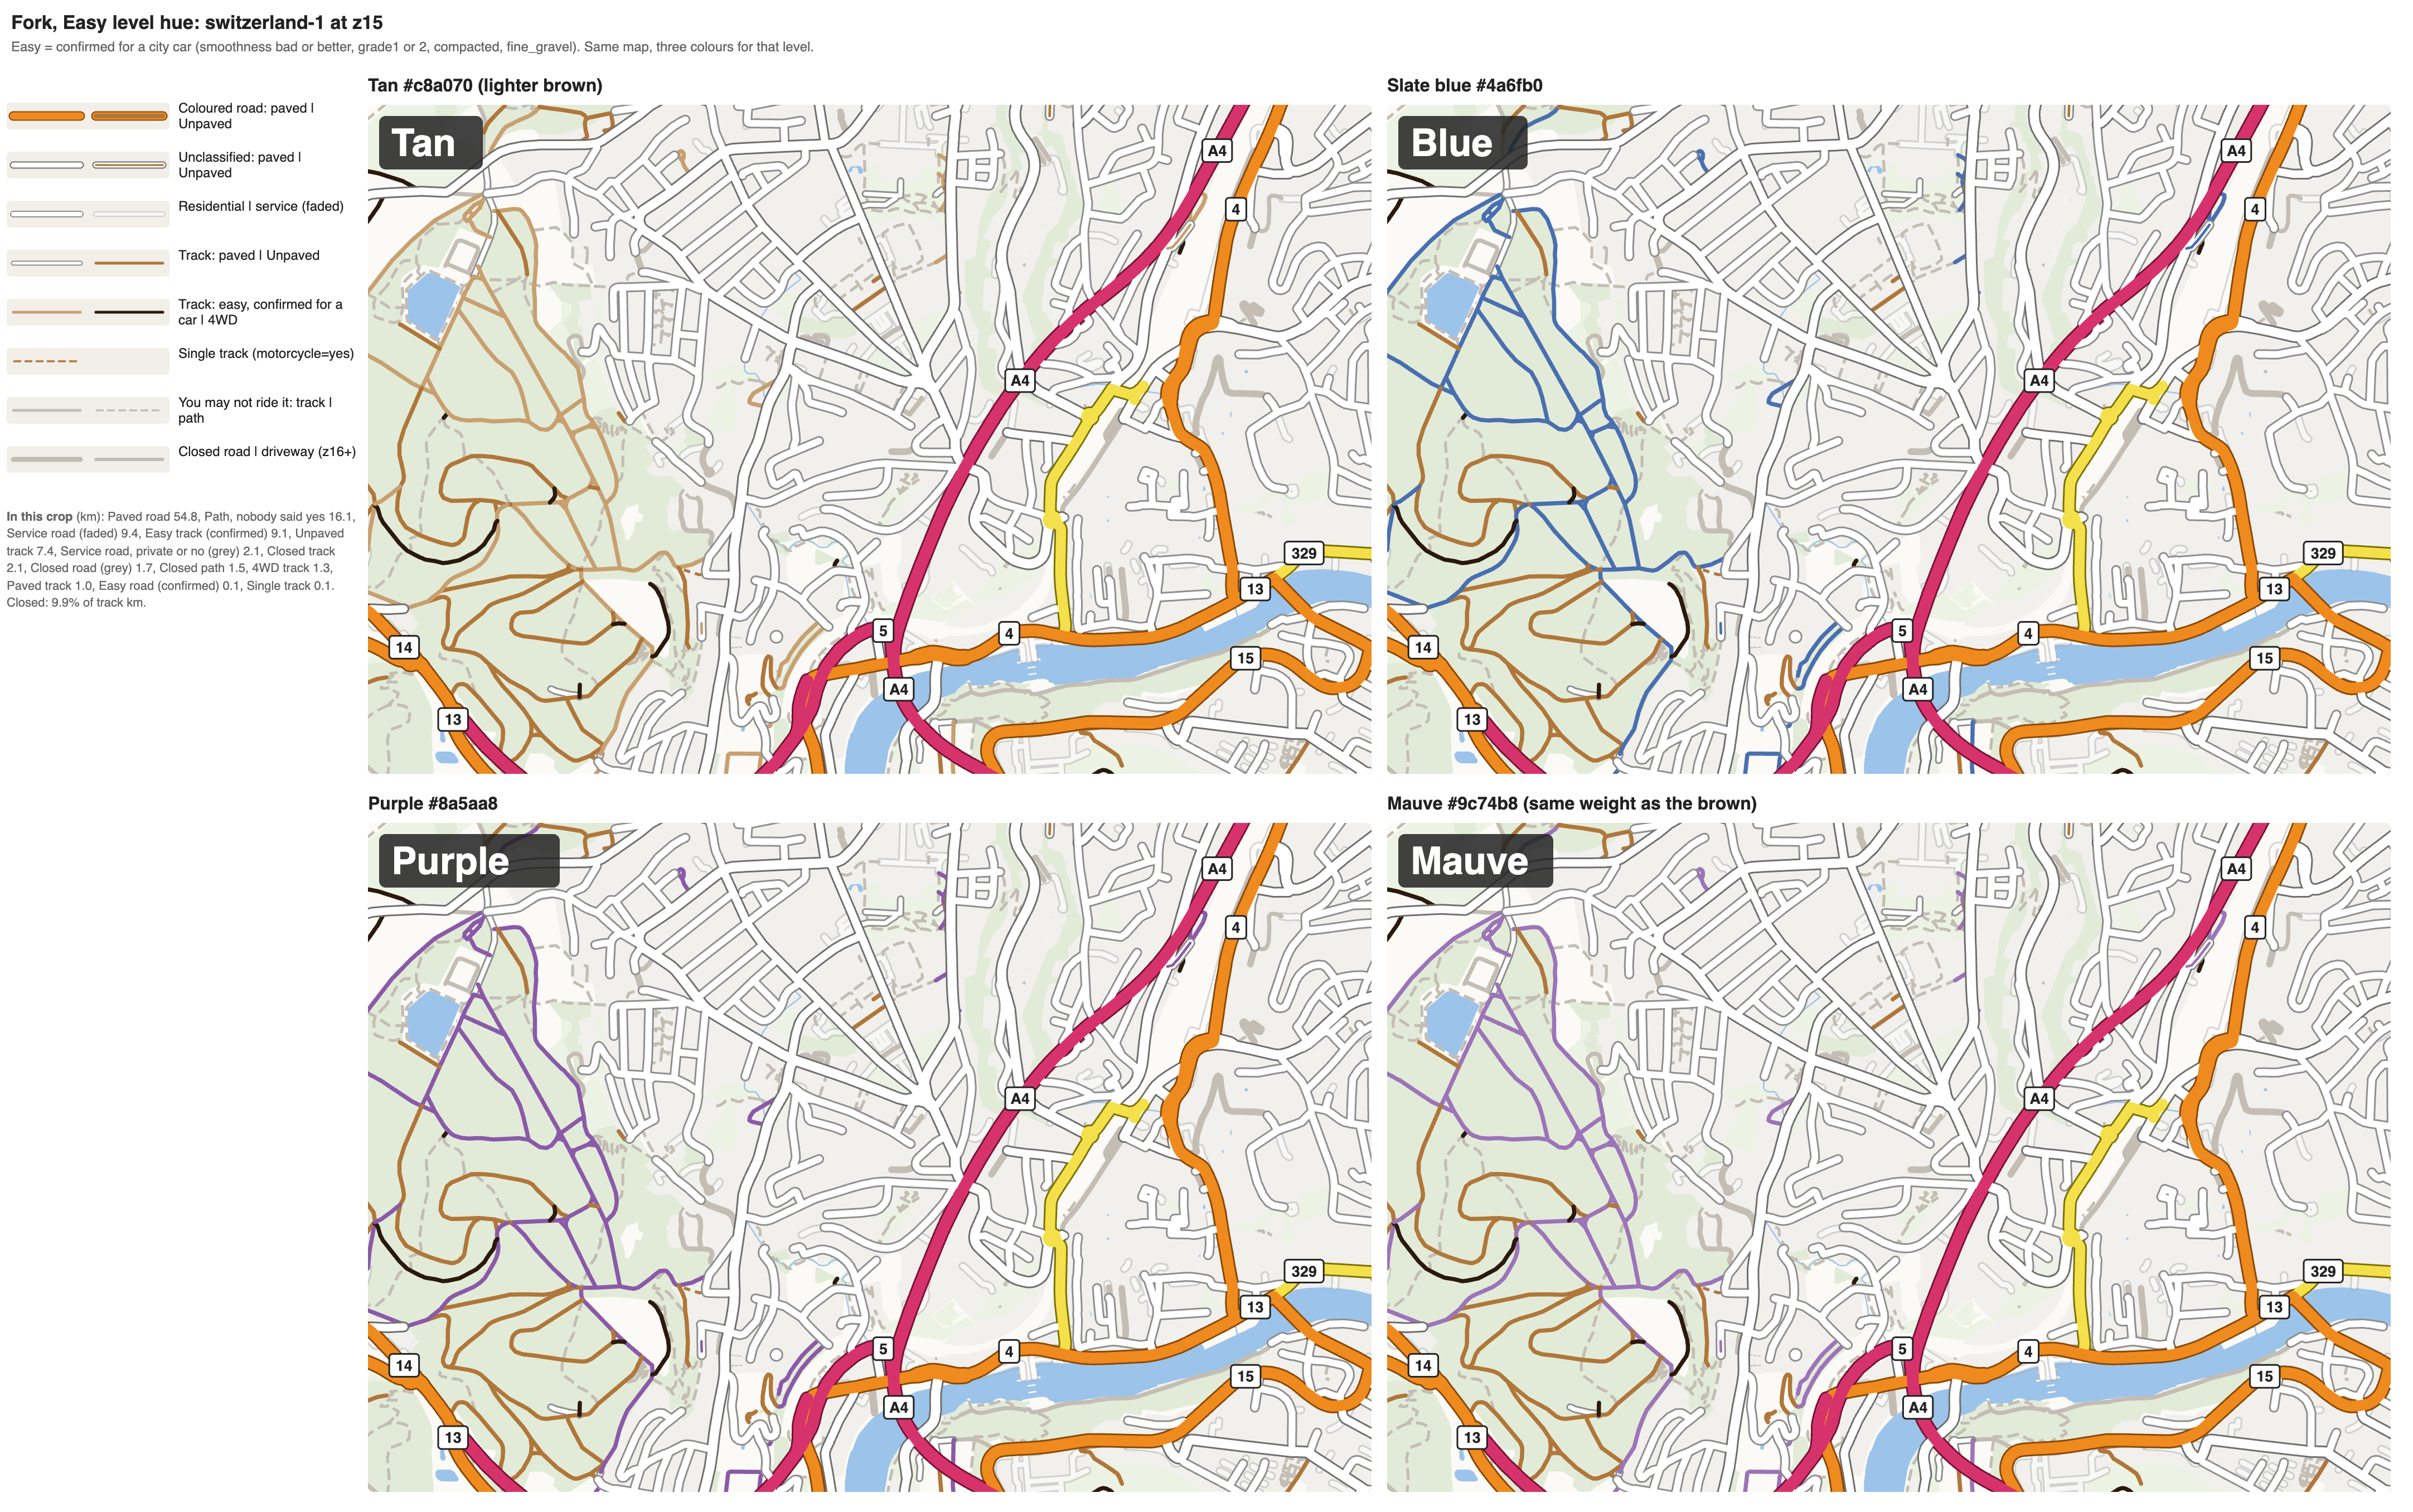 Fork, Easy level hue: switzerland-1 at z15
Easy = confirmed for a city car (smoothness bad or better, grade1 or 2, compacted, fine_gravel). Same map, three colours for that level.
Coloured road: paved |
Unpaved
Unclassified: paved |
Unpaved
Residential | service (faded)
Track: paved | Unpaved
Track: easy, confirmed for a
car | 4WD
Single track (motorcycle=yes)
You may not ride it: track |
path
Closed road | driveway (z16+)
In this crop (km): Paved road 54.8, Path, nobody said yes 16.1,
Service road (faded) 9.4, Easy track (confirmed) 9.1, Unpaved
track 7.4, Service road, private or no (grey) 2.1, Closed track
2.1, Closed road (grey) 1.7, Closed path 1.5, 4WD track 1.3,
Paved track 1.0, Easy road (confirmed) 0.1, Single track 0.1.
Closed: 9.9% of track km.
Tan #c8a070 (lighter brown)
Tan
A4
4
A4
329
13
5
4
14
15
A4
13
Slate blue #4a6fb0
Blue
A4
4
A4
329
13
5
4
14
15
A4
13
Purple #8a5aa8
Purple
A4
4
A4
329
13
5
4
14
15
A4
13
Mauve #9c74b8 (same weight as the brown)
Mauve
A4
4
A4
329
13
5
4
14
15
A4
13